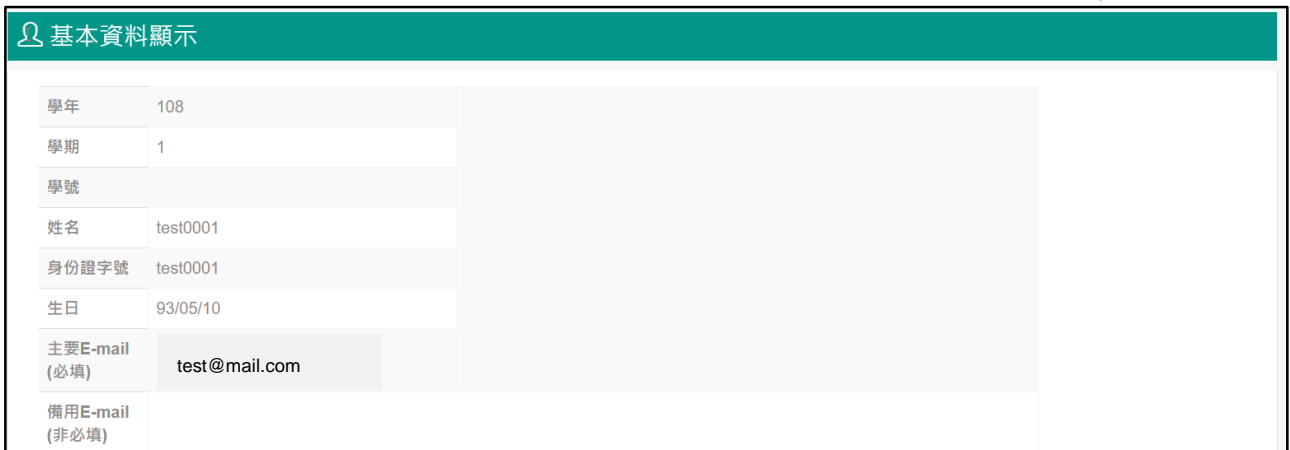 基本資料顯示
學年 108
學期 1
學號
姓名 test0001
身份證字號 test0001
生日 93/05/10
主要E-mail
(必填) test@mail.com
備用E-mail
(非必填)